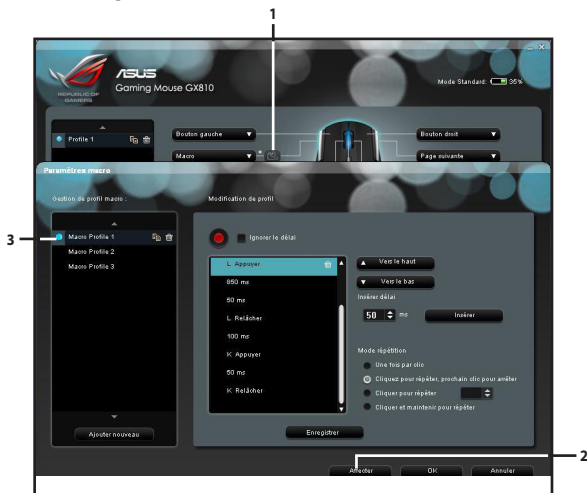 1
REPUBLIC OF
GAMERS
ASUS
Gaming Mouse GX810
Mode Standard: 35%
Profile 1
Bouton gauche
Bouton droit
Macro
Page suivante
Paramètres macro
Gestion de profil macro :
Modification de profil
3
Macro Profile 1
Macro Profile 2
Macro Profile 3
Ajouter nouveau
Ignorer le délai
L Appuyer
850 ms
50 ms
L Relâcher
100 ms
K Appuyer
50 ms
K Relâcher
Vers le haut
Vers le bas
Insérer délai
50 ms
Insérer
Mode répétition
Une fois par clic
Cliquez pour répéter, prochain clic pour arrêter
Cliquer pour répéter
Cliquer et maintenir pour répéter
Enregistrer
2
Affecter
OK
Annuler